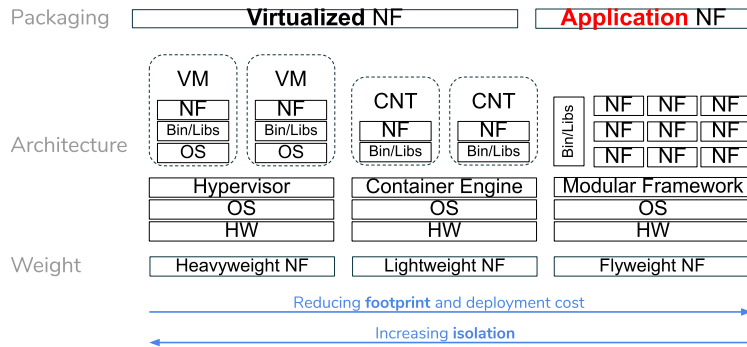 Packaging
Virtualized NF
Application NF
Architecture
VM
NF
Bin/Libs
OS
VM
NF
Bin/Libs
OS
CNT
NF
Bin/Libs
CNT
NF
Bin/Libs
Bin/Libs
NF NF NF
NF NF NF
NF NF NF
Hypervisor
OS
HW
Container Engine
OS
HW
Modular Framework
OS
HW
Weight
Heavyweight NF
Lightweight NF
Flyweight NF
Reducing footprint and deployment cost
Increasing isolation